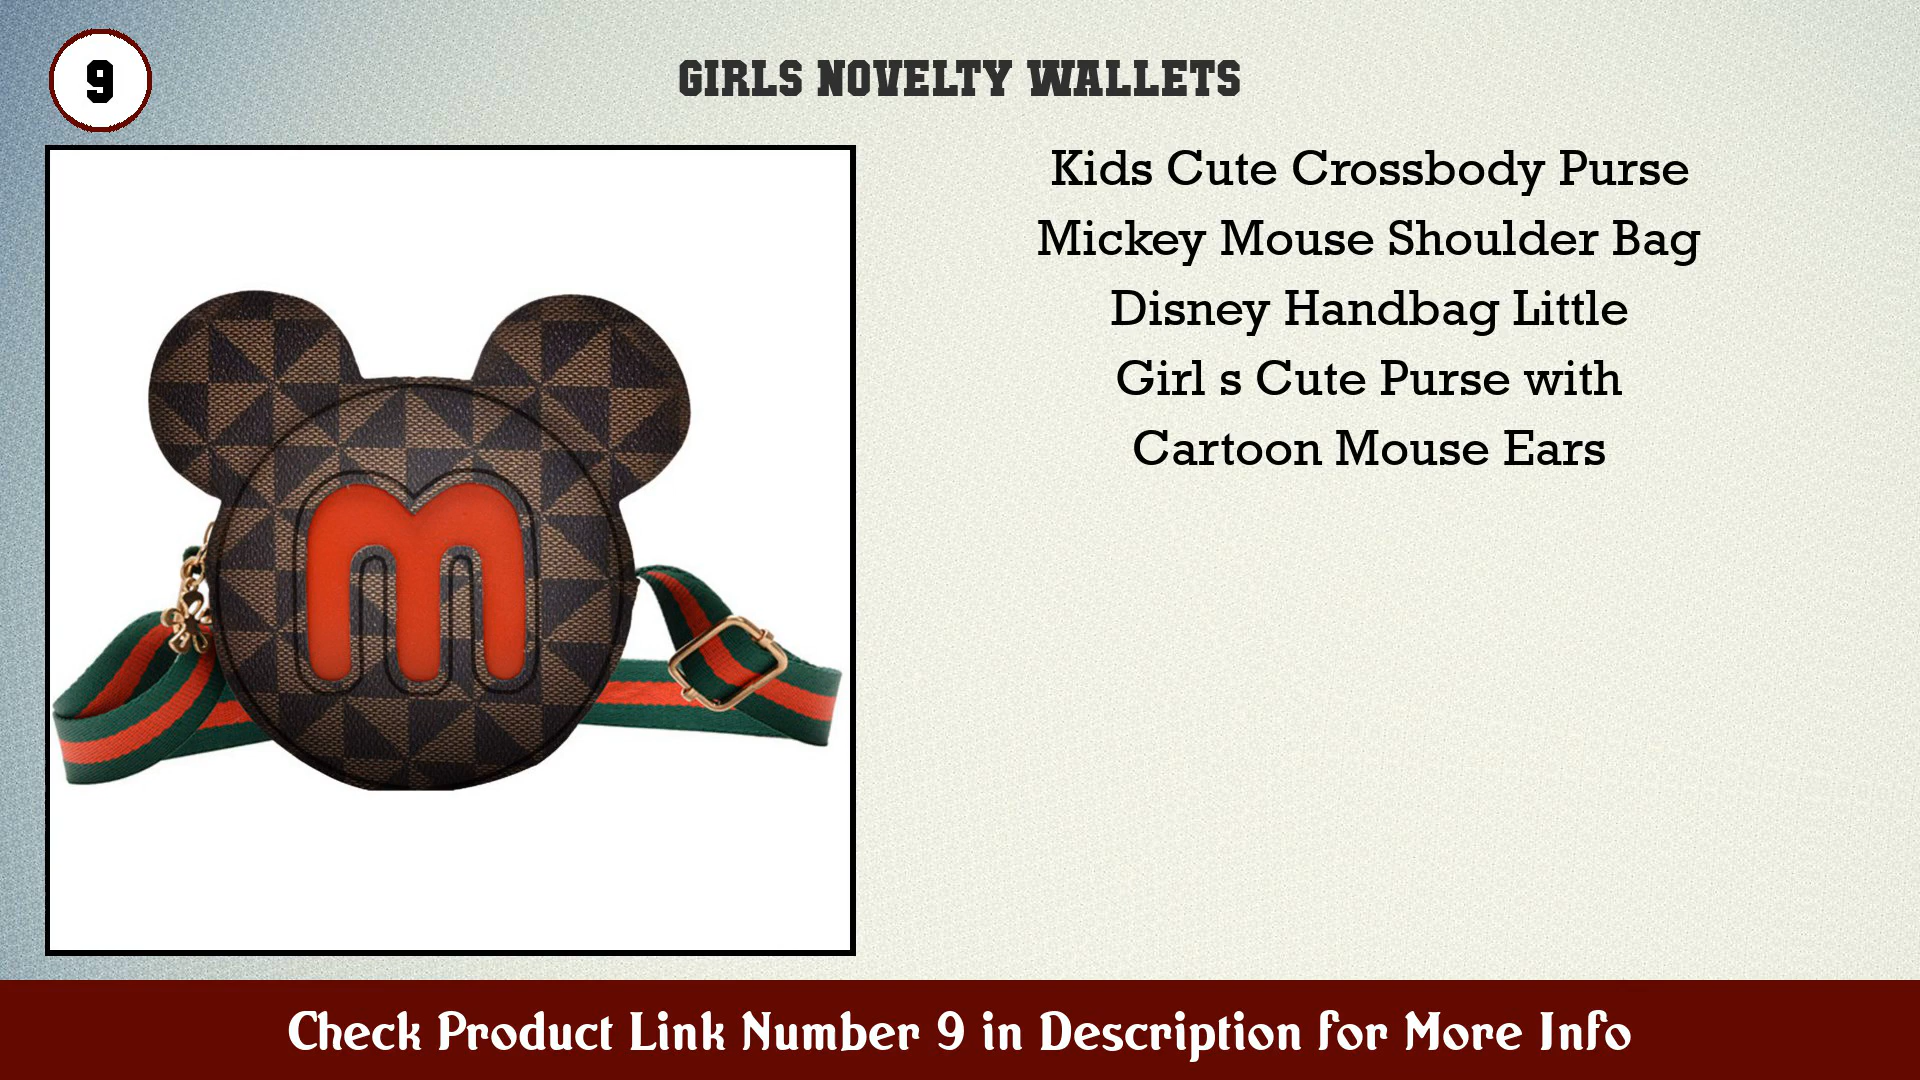 9
GIRLS NOVELTY WALLETS
Kids Cute Crossbody Purse
Mickey Mouse Shoulder Bag
Disney Handbag Little
Girl s Cute Purse with
Cartoon Mouse Ears
m
Check Product Link Number 9 in Description for More Info